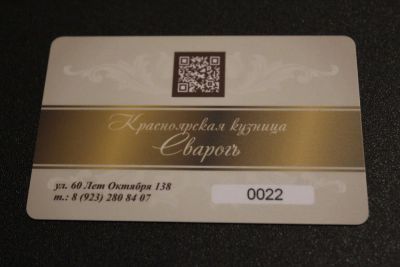 Красноярская кузница
Сварогъ
ул. 60 Лет Октября 138
т.: 8 (923) 280 84 07
0022